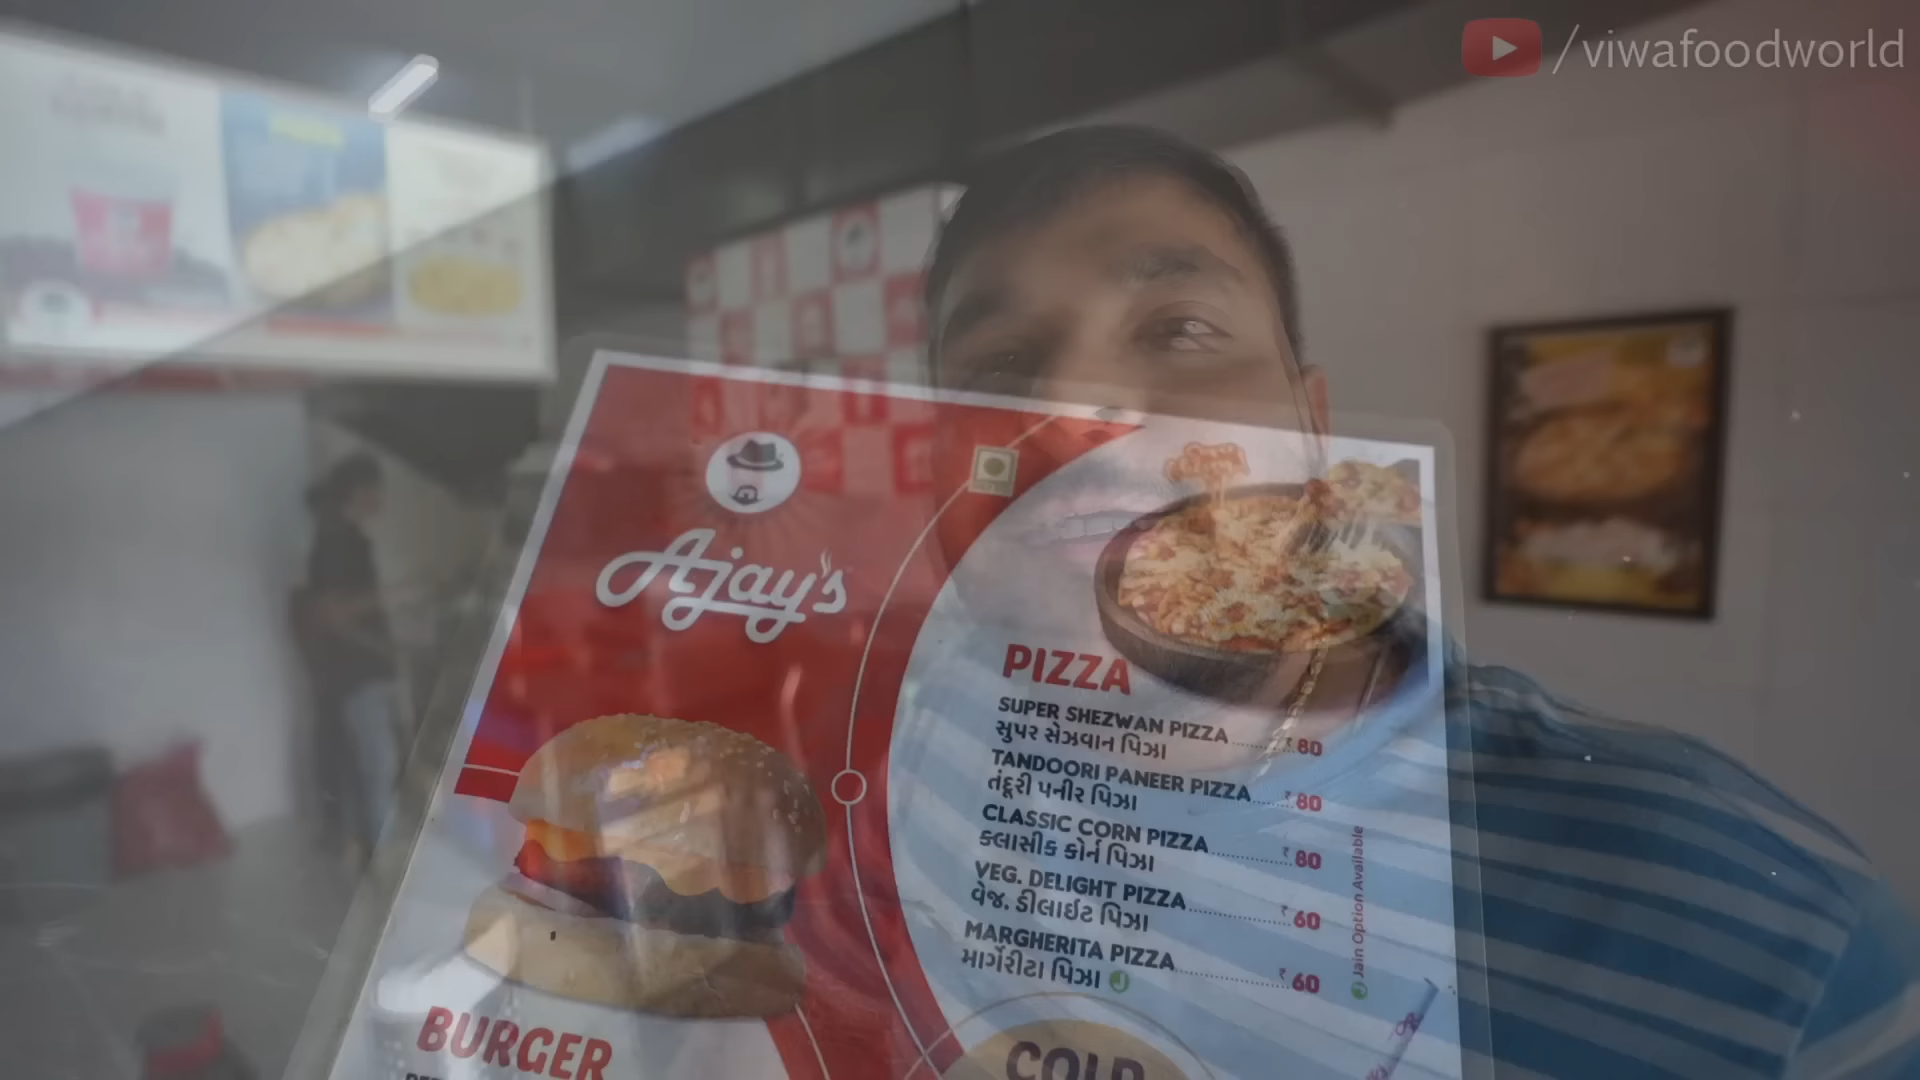 /viwafoodworld
Ajay's
PIZZA
SUPER SHEZWAN PIZZA ........ ₹80
સુપર સેઝવાન પિઝા
TANDOORI PANEER PIZZA ..... ₹80
તંદૂરી પનીર પિઝા
CLASSIC CORN PIZZA ............... ₹80
ક્લાસીક કોર્ન પિઝા
VEG. DELIGHT PIZZA ................... ₹60
વેજ. ડીલાઈટ પિઝા
MARGHERITA PIZZA ..................... ₹60
માર્ગેરીટા પિઝા J
J Jain Option Available
BURGER
COLD